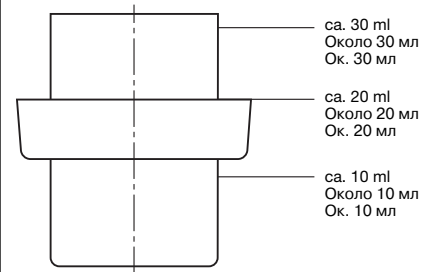 ca. 30 ml
Около 30 мл
Ок. 30 мл
ca. 20 ml
Около 20 мл
Ок. 20 мл
ca. 10 ml
Около 10 мл
Ок. 10 мл